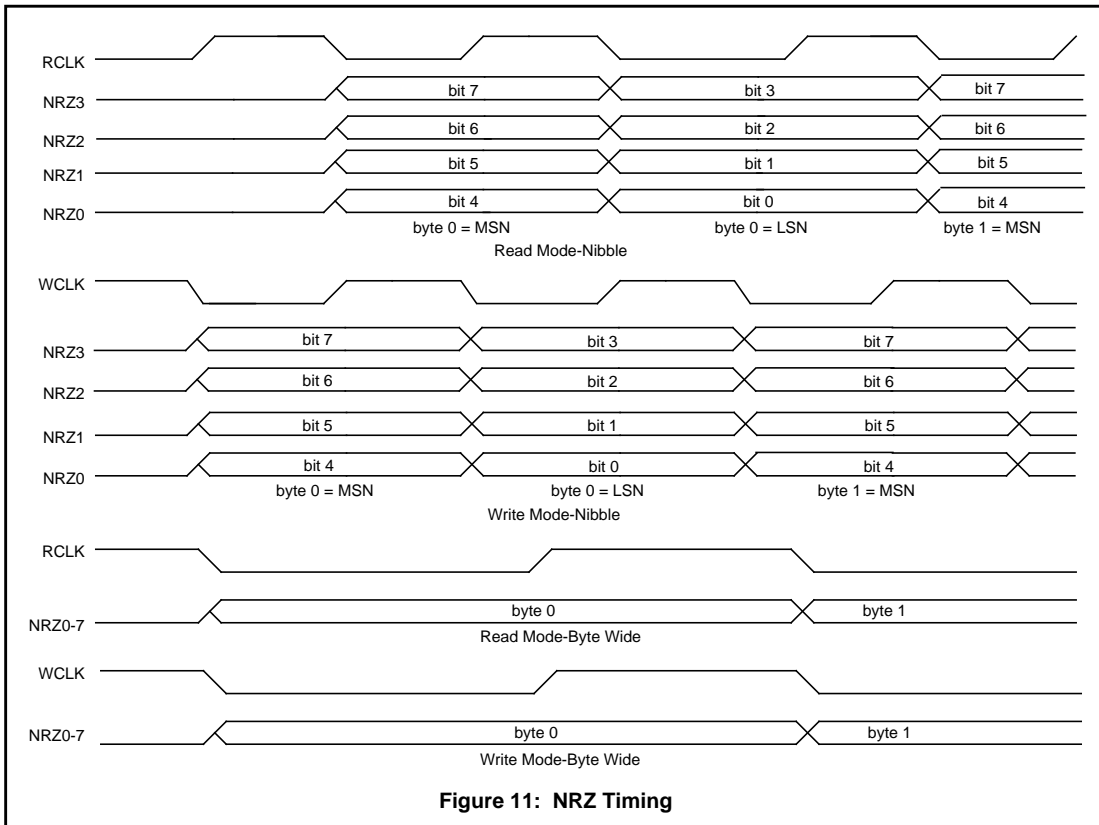 RCLK
NRZ3 bit 7 bit 3 bit 7
NRZ2 bit 6 bit 2 bit 6
NRZ1 bit 5 bit 1 bit 5
NRZ0 bit 4 bit 0 bit 4
byte 0 = MSN byte 0 = LSN byte 1 = MSN
Read Mode-Nibble
WCLK
NRZ3 bit 7 bit 3 bit 7
NRZ2 bit 6 bit 2 bit 6
NRZ1 bit 5 bit 1 bit 5
NRZ0 bit 4 bit 0 bit 4
byte 0 = MSN byte 0 = LSN byte 1 = MSN
Write Mode-Nibble
RCLK
NRZ0-7 byte 0 byte 1
Read Mode-Byte Wide
WCLK
NRZ0-7 byte 0 byte 1
Write Mode-Byte Wide
Figure 11: NRZ Timing